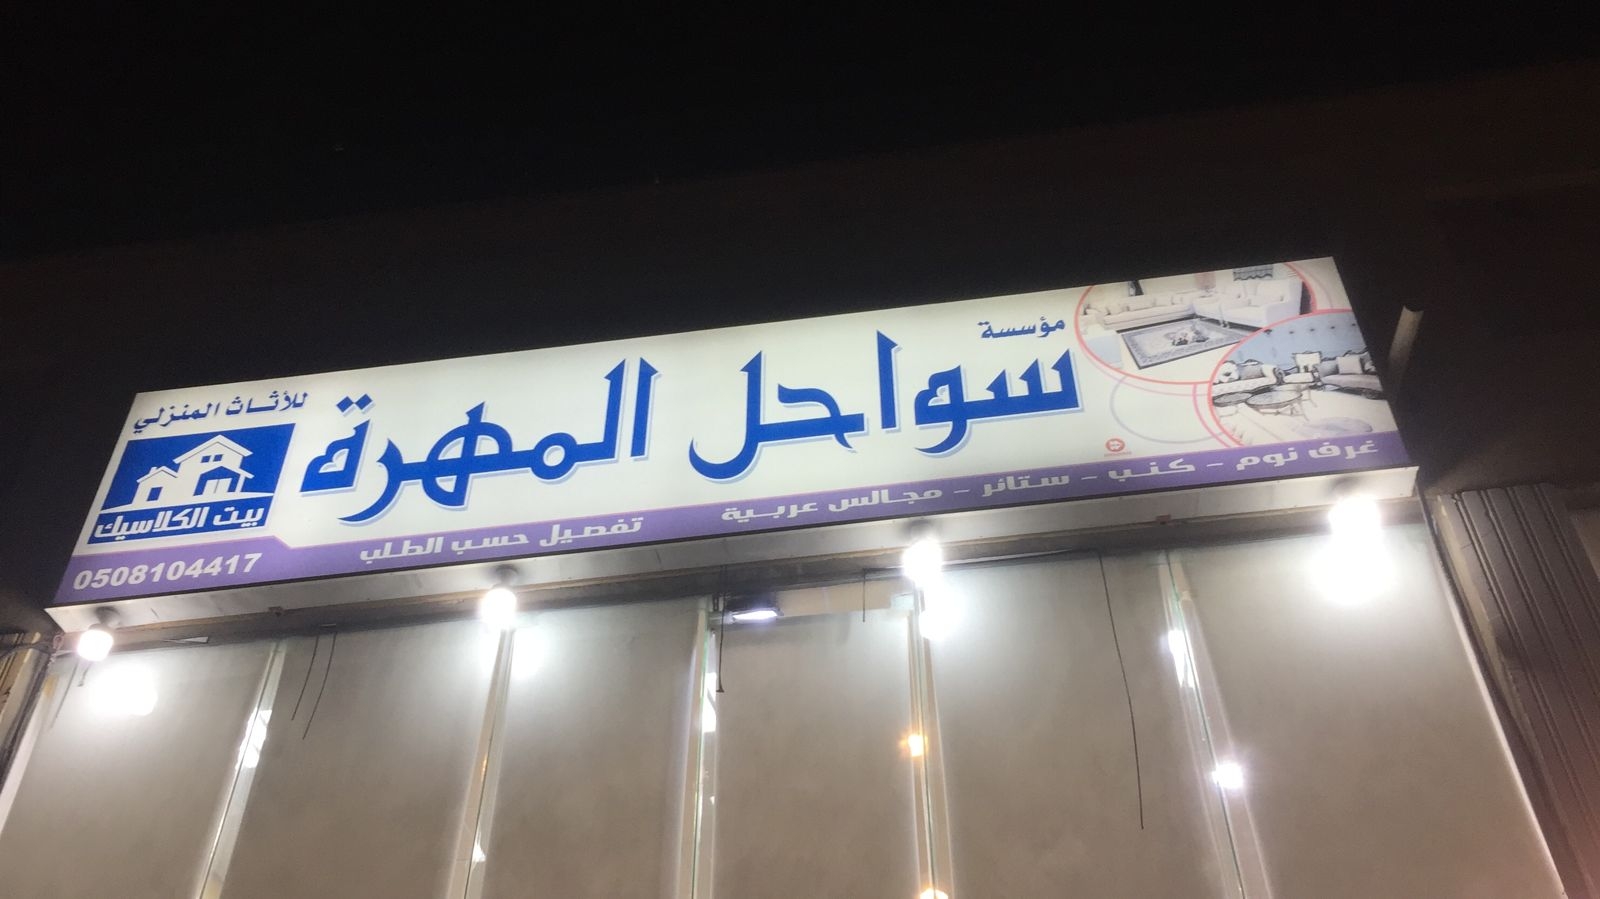 مؤسسة
سواحل المهرة
للأثاث المنزلي
بيت الكلاسيك
غرف نوم - كنب - ستائر - مجالس عربية
تفصيل حسب الطلب
0508104417